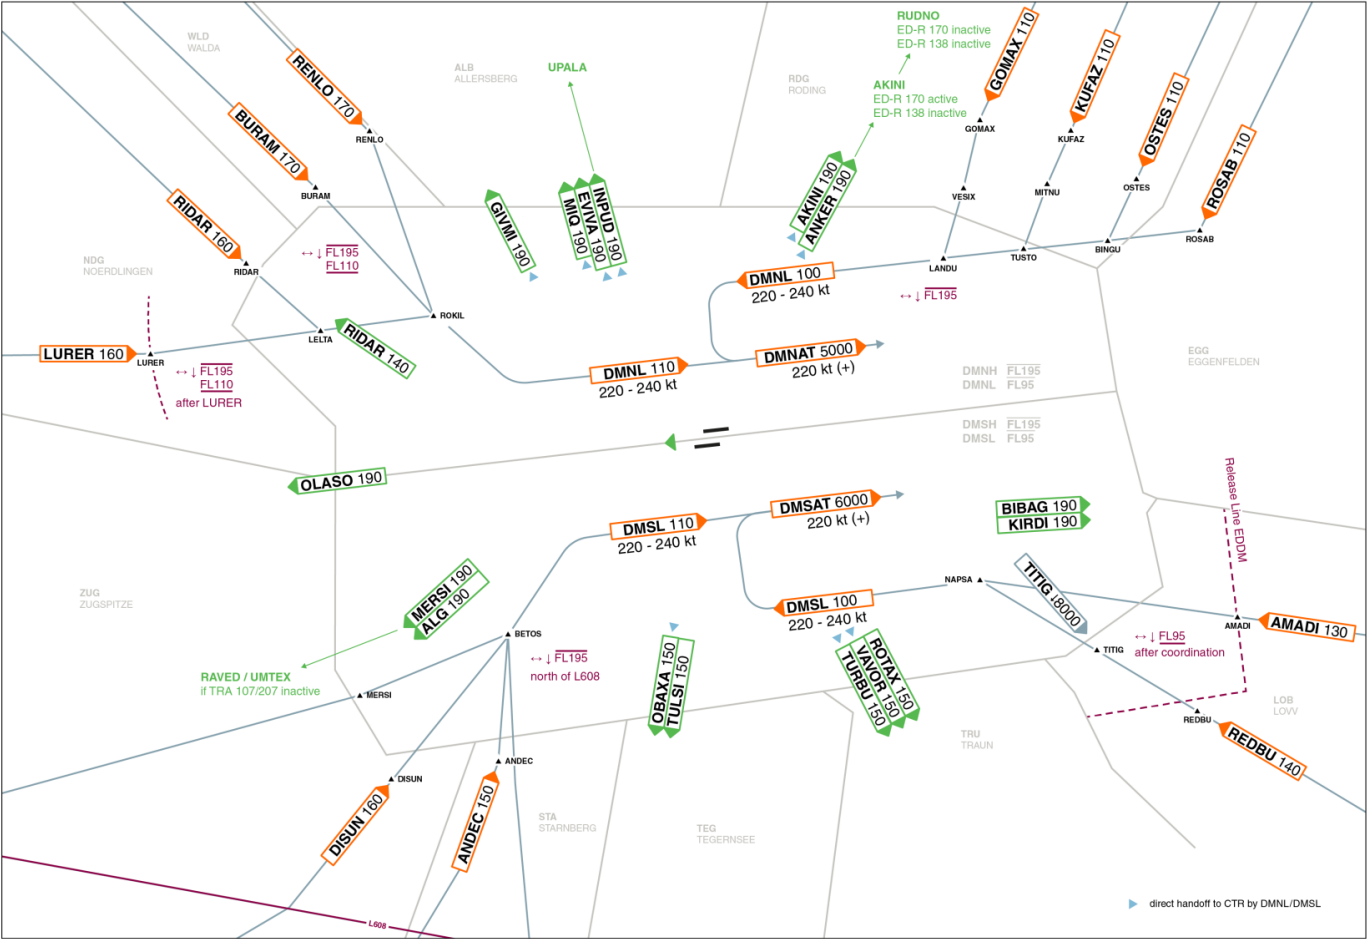 WLD
WALDA
ALB
ALLERSBERG
UPALA
RDG
RODING
RUDNO
ED-R 170 inactive
ED-R 138 inactive
AKINI
ED-R 170 active
ED-R 138 inactive
GOMAX 110
KUFAZ 110
OSTES 110
ROSAB 110
RENLO 170
RENLO
BURAM 170
BURAM
RIDAR 160
RIDAR
GOMAX
KUFAZ
OSTES
ROSAB
VESIX
MITNU
BINGU
TUSTO
LANDU
GIVMI 190
MIQ 190
EVIVA 190
INPUD 190
AKINI 190
ANKER 190
NDG
NOERDLINGEN
↔↓ FL195
FL110
DMNL 100
220 - 240 kt
↔↓ FL195
ROKIL
LELTA
RIDAR 140
LURER 160
LURER
↔↓ FL195
FL110
after LURER
DMNL 110
220 - 240 kt
DMNAT 5000
220 kt (+)
DMNH FL195
DMNL FL95
EGG
EGGENFELDEN
DMSH FL195
DMSL FL95
OLASO 190
DMSL 110
220 - 240 kt
DMSAT 6000
220 kt (+)
BIBAG 190
KIRDI 190
Release Line EDDM
ZUG
ZUGSPITZE
MERSI 190
ALG 190
NAPSA
TITIG ↓8000
DMSL 100
220 - 240 kt
AMADI
AMADI 130
BETOS
↔↓ FL195
north of L608
OBAXA 150
TULSI 150
TURBU 150
VAVOR 150
ROTAX 150
TITIG
↔↓ FL95
after coordination
RAVED / UMTEX
if TRA 107/207 inactive
MERSI
LOB
LOVV
REDBU
REDBU 140
TRU
TRAUN
ANDEC
DISUN
DISUN 160
ANDEC 150
STA
STARNBERG
TEG
TEGERNSEE
direct handoff to CTR by DMNL/DMSL
L608